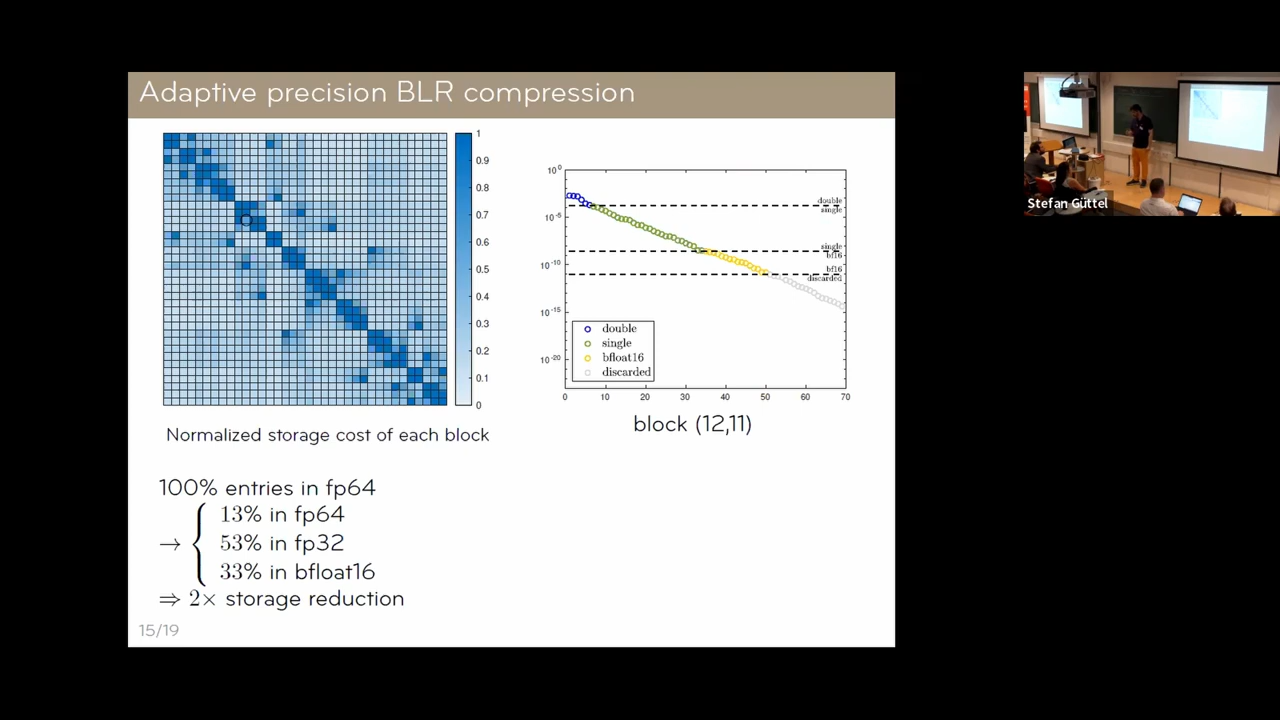 Adaptive precision BLR compression
1
0.9
0.8
0.7
0.6
0.5
0.4
0.3
0.2
0.1
0
Normalized storage cost of each block
10^0
10^-5
10^-10
10^-15
10^-20
double
single
single
bf16
bf16
discarded
double
single
bfloat16
discarded
0 10 20 30 40 50 60 70
block (12,11)
100% entries in fp64
→ { 13% in fp64
53% in fp32
33% in bfloat16
⇒ 2× storage reduction
15/19
Stefan Güttel